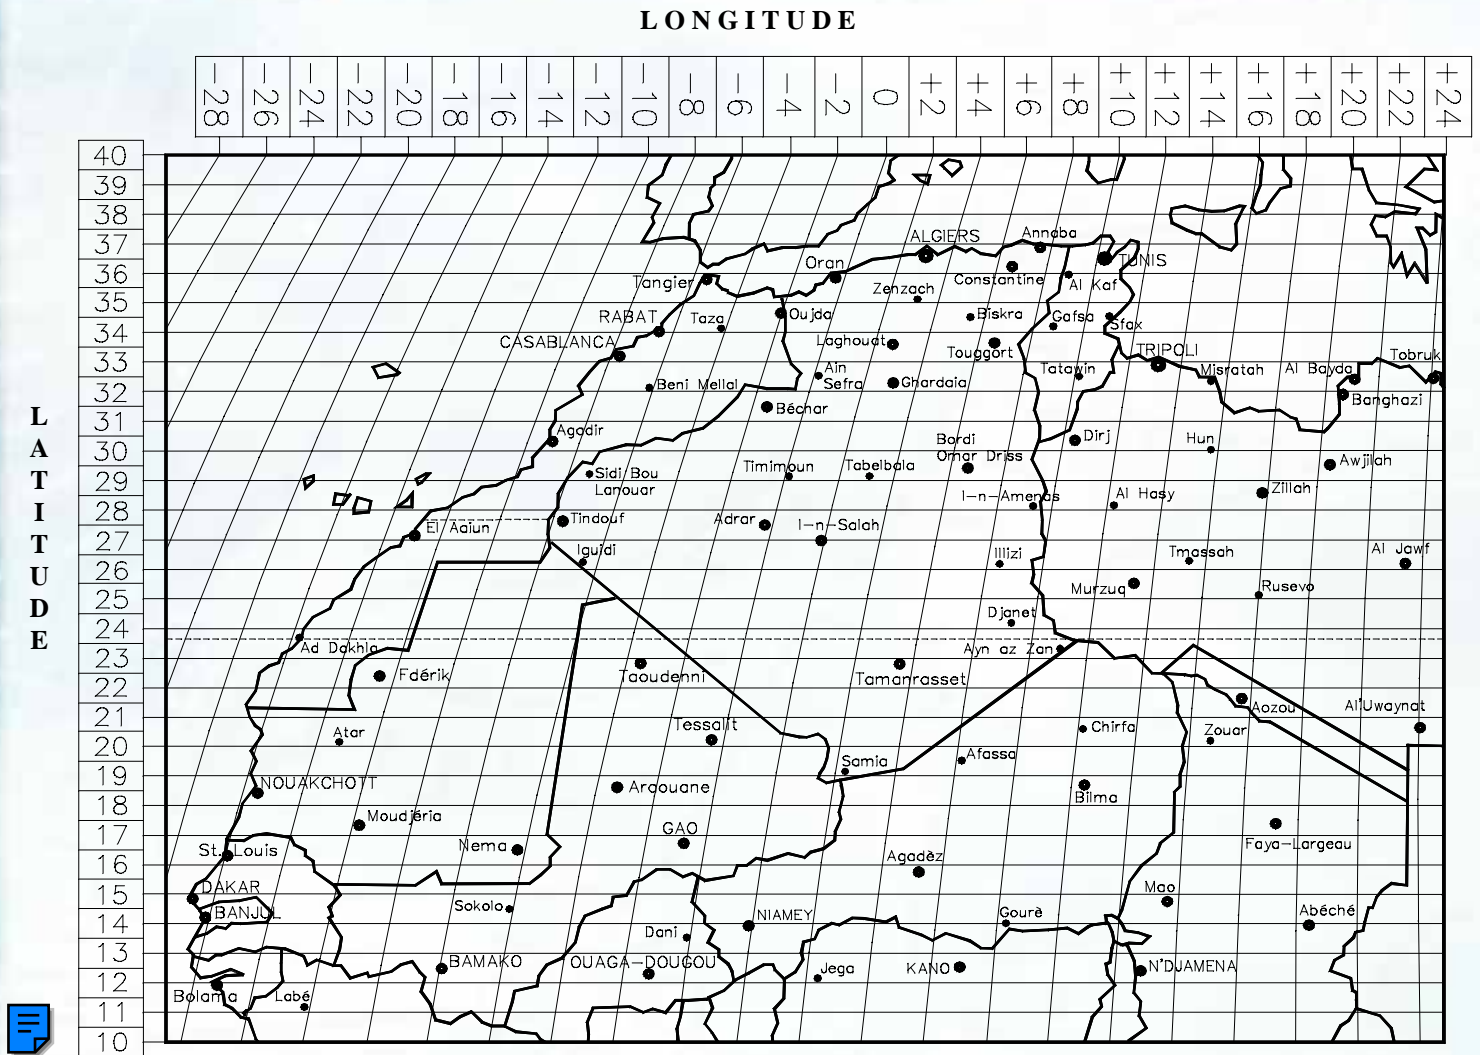 LONGITUDE
-28 -26 -24 -22 -20 -18 -16 -14 -12 -10 -8 -6 -4 -2 0 +2 +4 +6 +8 +10 +12 +14 +16 +18 +20 +22 +24
LATITUDE
40
39
38
37
36
35
34
33
32
31
30
29
28
27
26
25
24
23
22
21
20
19
18
17
16
15
14
13
12
11
10
ALGIERS
Annaba
Oran
TUNIS
Tangier
Constantine
Al Kaf
Zenzach
RABAT
Taza
Oujda
Biskra
Gafsa
Sfax
CASABLANCA
Laghouat
Touggort
TRIPOLI
Ain
Sefra
Tatawin
Misratah
Al Bayda
Tobruk
Beni Mellal
Ghardaia
Banghazi
Béchar
Agadir
Bordi
Omar Driss
Dirj
Hun
Awjilah
Sidi Bou
Lanouar
Timimoun
Tabelbala
I-n-Amenas
Al Hasy
Zillah
El Aaiun
Tindouf
Adrar
I-n-Salah
Iguidi
Illizi
Tmassah
Al Jawf
Murzuq
Rusevo
Djanet
Ad Dakhla
Ayn az Zan
Fdérik
Taoudenni
Tamanrasset
Aozou
Al'Uwaynat
Atar
Tessalit
Chirfa
Zouar
Samia
Afassa
NOUAKCHOTT
Araouane
Bilma
Moudjéria
GAO
Nema
Faya-Largeau
St. Louis
Agadèz
DAKAR
Mao
BANJUL
Sokolo
NIAMEY
Gourè
Abéché
Dani
BAMAKO
OUAGA-DOUGOU
Jega
KANO
N'DJAMENA
Bolama
Labé